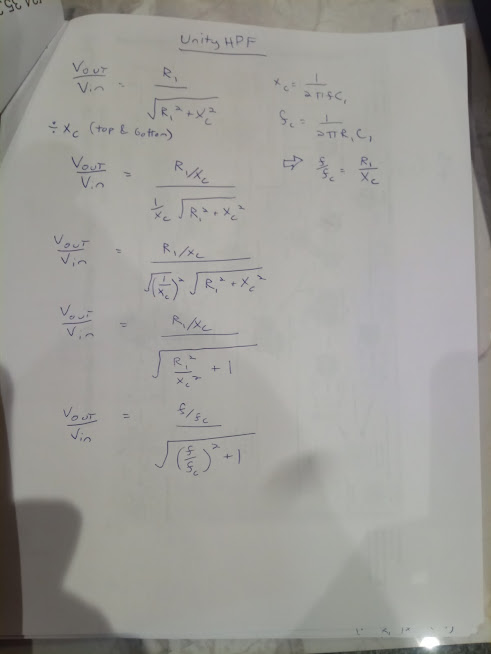 Unity HPF
Vout/Vin = R₁ / √(R₁² + Xc²)
Xc = 1 / 2πfC₁
÷ Xc (top & bottom)
fc = 1 / 2πR₁C₁
Vout/Vin = R₁/Xc / (1/Xc √(R₁² + Xc²))
⇒ f/fc = R₁/Xc
Vout/Vin = R₁/Xc / (√(1/Xc)² √(R₁² + Xc²))
Vout/Vin = R₁/Xc / √(R₁²/Xc² + 1)
Vout/Vin = f/fc / √((f/fc)² + 1)